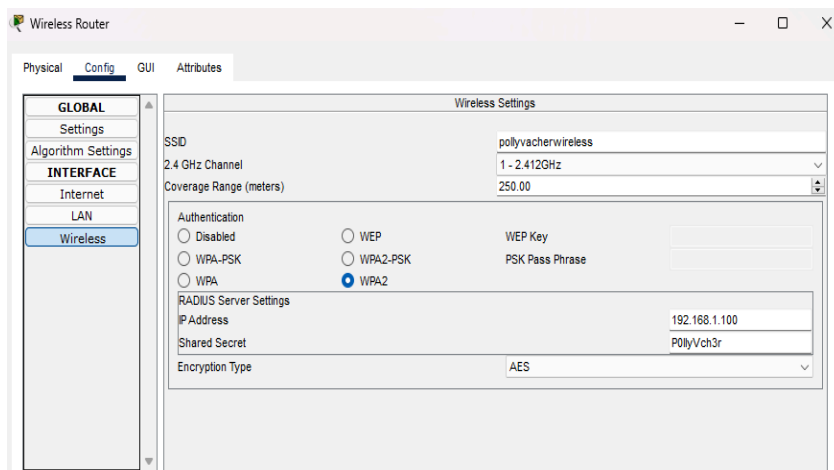 Wireless Router
Physical Config GUI Attributes
GLOBAL
Settings
Algorithm Settings
INTERFACE
Internet
LAN
Wireless
Wireless Settings
SSID pollyvacherwireless
2.4 GHz Channel 1 - 2.412GHz
Coverage Range (meters) 250.00
Authentication
Disabled WEP WEP Key
WPA-PSK WPA2-PSK PSK Pass Phrase
WPA WPA2
RADIUS Server Settings
IP Address 192.168.1.100
Shared Secret P0llyVch3r
Encryption Type AES